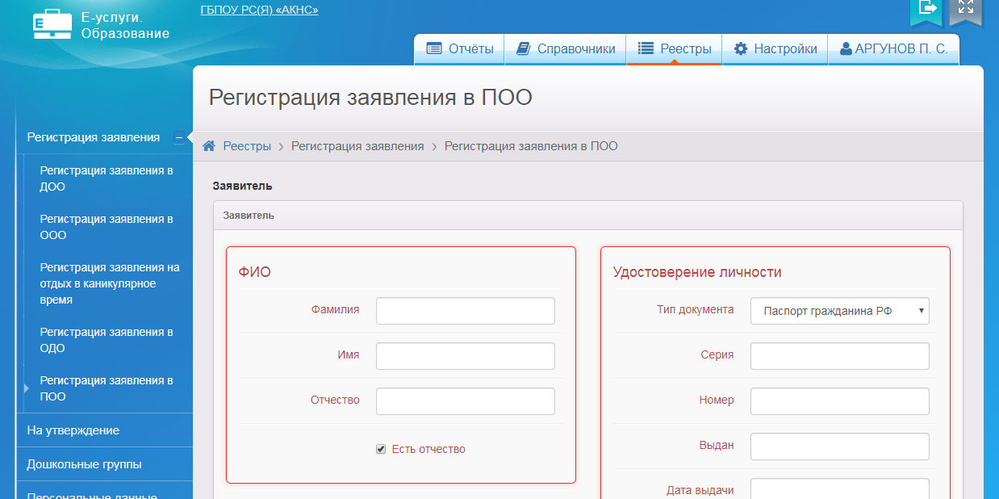 Е-услуги.
Образование
ГБПОУ РС(Я) «АКНС»
Отчёты
Справочники
Реестры
Настройки
АРГУНОВ П. С.
Регистрация заявления
Регистрация заявления в
ДОО
Регистрация заявления в
ООО
Регистрация заявления на
отдых в каникулярное
время
Регистрация заявления в
ОДО
Регистрация заявления в
ПОО
На утверждение
Дошкольные группы
Персональные данные
Регистрация заявления в ПОО
Реестры > Регистрация заявления > Регистрация заявления в ПОО
Заявитель
Заявитель
ФИО
Фамилия
Имя
Отчество
Есть отчество
Удостоверение личности
Тип документа Паспорт гражданина РФ
Серия
Номер
Выдан
Дата выдачи